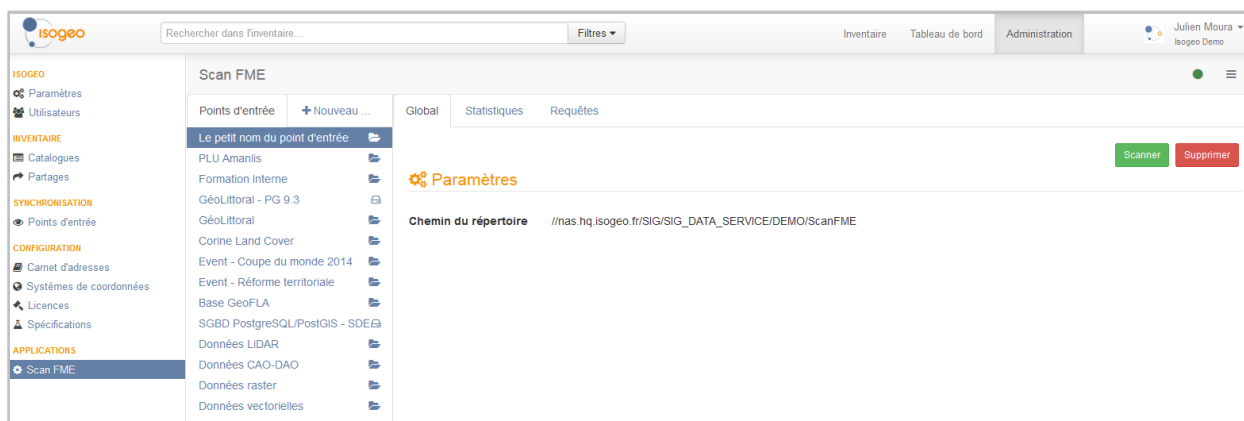 isogeo
Rechercher dans l'inventaire...
Filtres
Inventaire
Tableau de bord
Administration
Julien Moura
Isogeo Demo
ISOGEO
Paramètres
Utilisateurs
INVENTAIRE
Catalogues
Partages
SYNCHRONISATION
Points d'entrée
CONFIGURATION
Carnet d'adresses
Systèmes de coordonnées
Licences
Spécifications
APPLICATIONS
Scan FME
Scan FME
Points d'entrée
Nouveau ...
Le petit nom du point d'entrée
PLU Amanlis
Formation Interne
GéoLittoral - PG 9.3
GéoLittoral
Corine Land Cover
Event - Coupe du monde 2014
Event - Réforme territoriale
Base GeoFLA
SGBD PostgreSQL/PostGIS - SDE
Données LiDAR
Données CAO-DAO
Données raster
Données vectorielles
Global
Statistiques
Requêtes
Scanner
Supprimer
Paramètres
Chemin du répertoire //nas.hq.isogeo.fr/SIG/SIG_DATA_SERVICE/DEMO/ScanFME